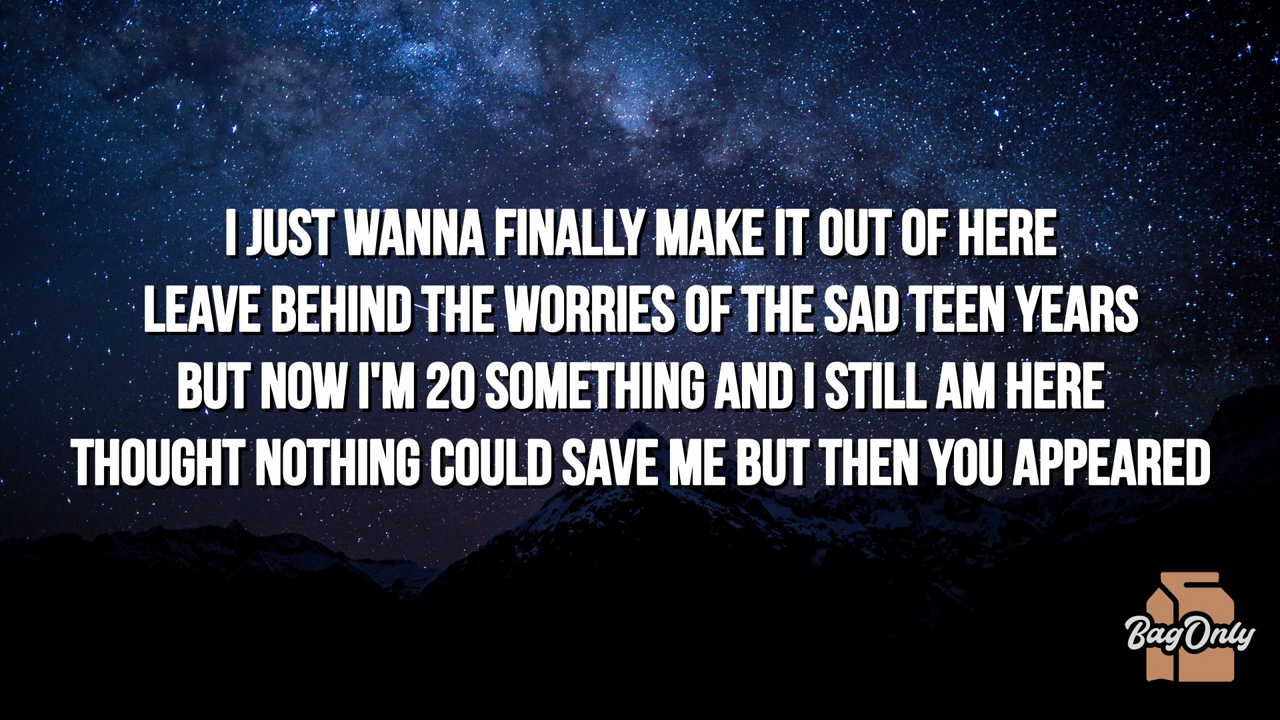 I JUST WANNA FINALLY MAKE IT OUT OF HERE
LEAVE BEHIND THE WORRIES OF THE SAD TEEN YEARS
BUT NOW I'M 20 SOMETHING AND I STILL AM HERE
THOUGHT NOTHING COULD SAVE ME BUT THEN YOU APPEARED
BagOnly